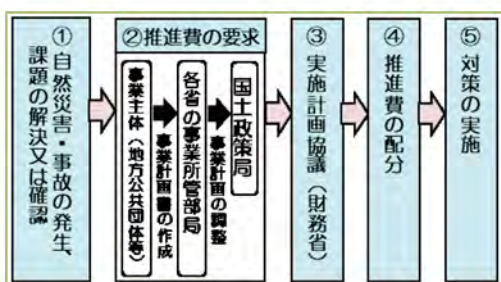 ①自然災害・事故の発生、
課題の解決又は確認
②推進費の要求
事業主体（地方公共団体等）
事業計画書の作成
各省の事業所管部局
事業計画の調整
国土政策局
③実施計画協議（財務省）
④推進費の配分
⑤対策の実施